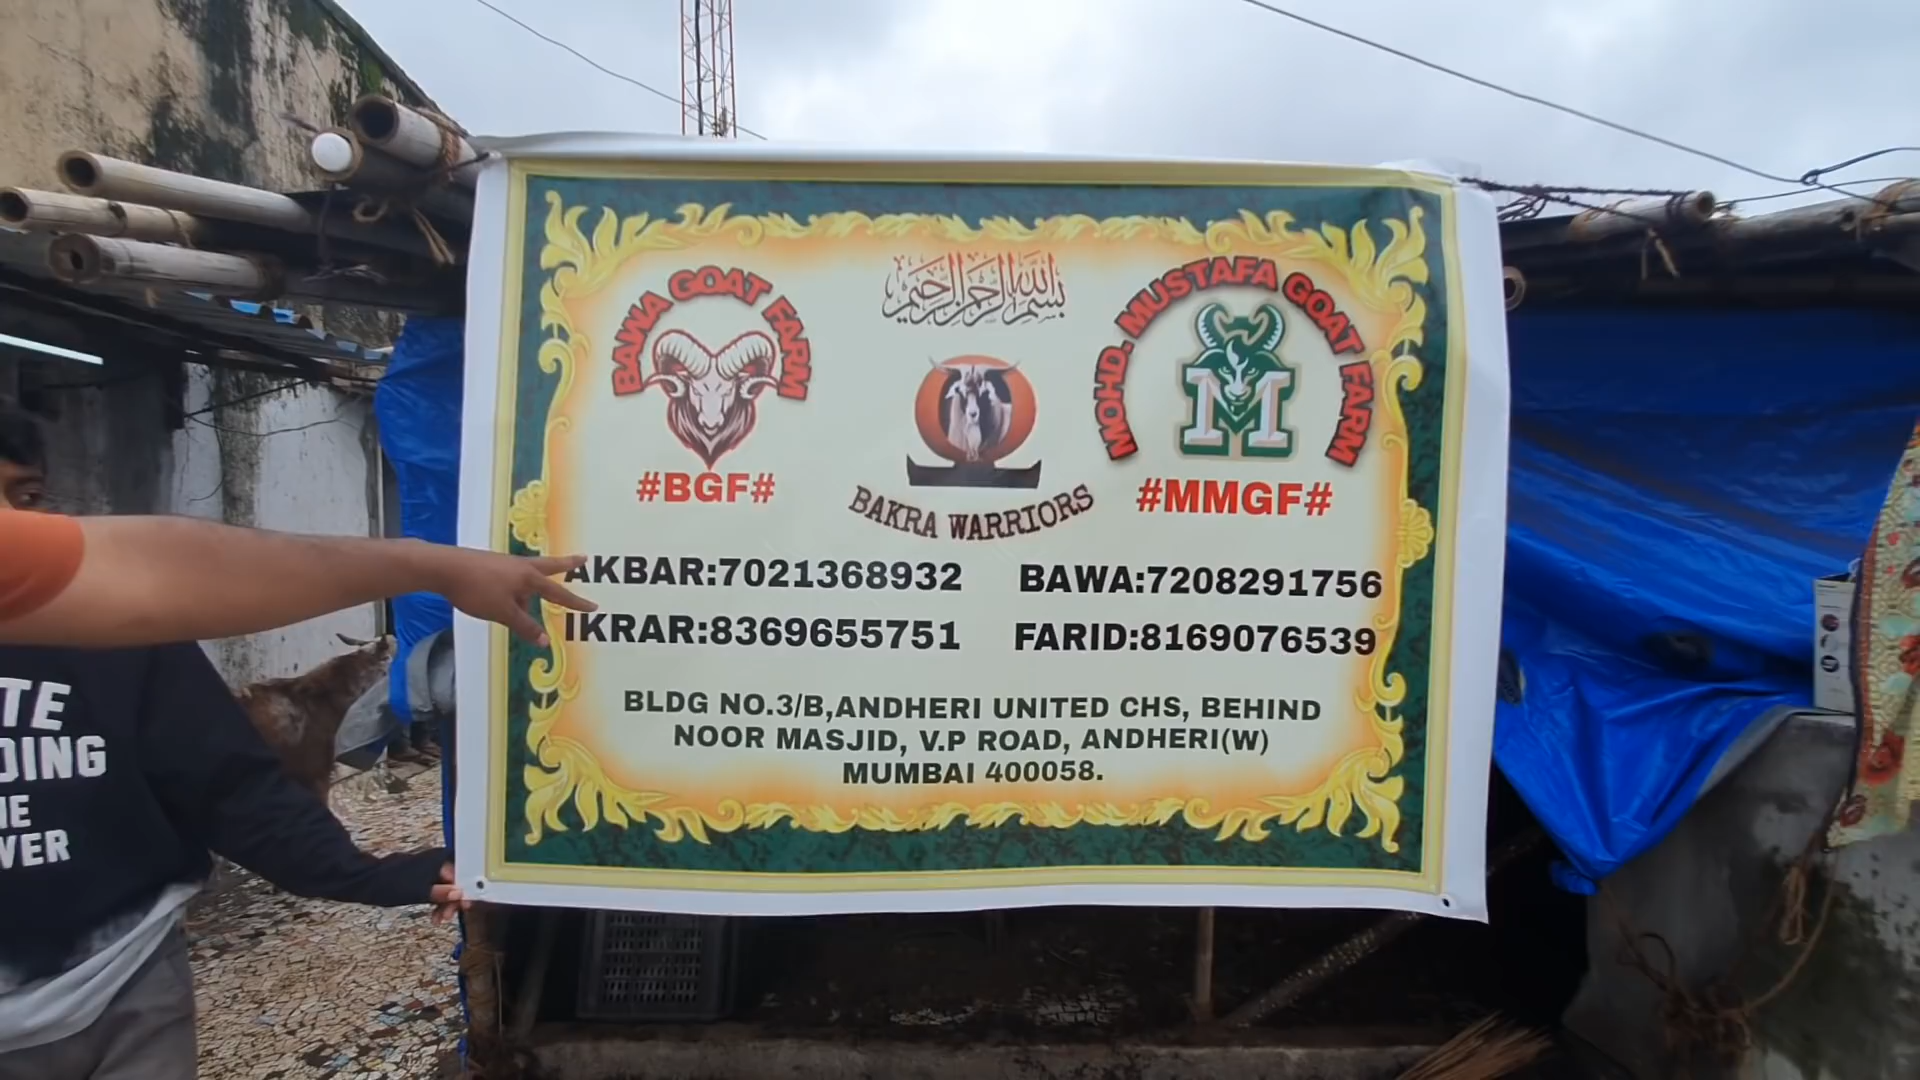 بسم الله الرحمن الرحيم
BAWA GOAT FARM
#BGF#
BAKRA WARRIORS
MOHD. MUSTAFA GOAT FARM
M
#MMGF#
AKBAR:7021368932 BAWA:7208291756
IKRAR:8369655751 FARID:8169076539
BLDG NO.3/B,ANDHERI UNITED CHS, BEHIND
NOOR MASJID, V.P ROAD, ANDHERI(W)
MUMBAI 400058.